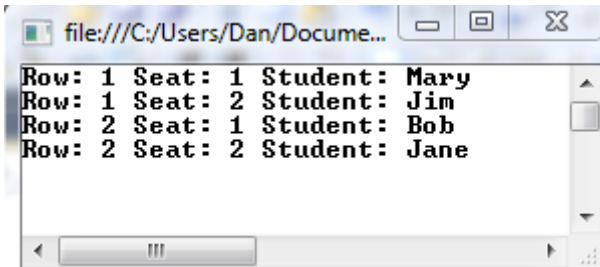 file:///C:/Users/Dan/Docume...
Row: 1 Seat: 1 Student: Mary
Row: 1 Seat: 2 Student: Jim
Row: 2 Seat: 1 Student: Bob
Row: 2 Seat: 2 Student: Jane